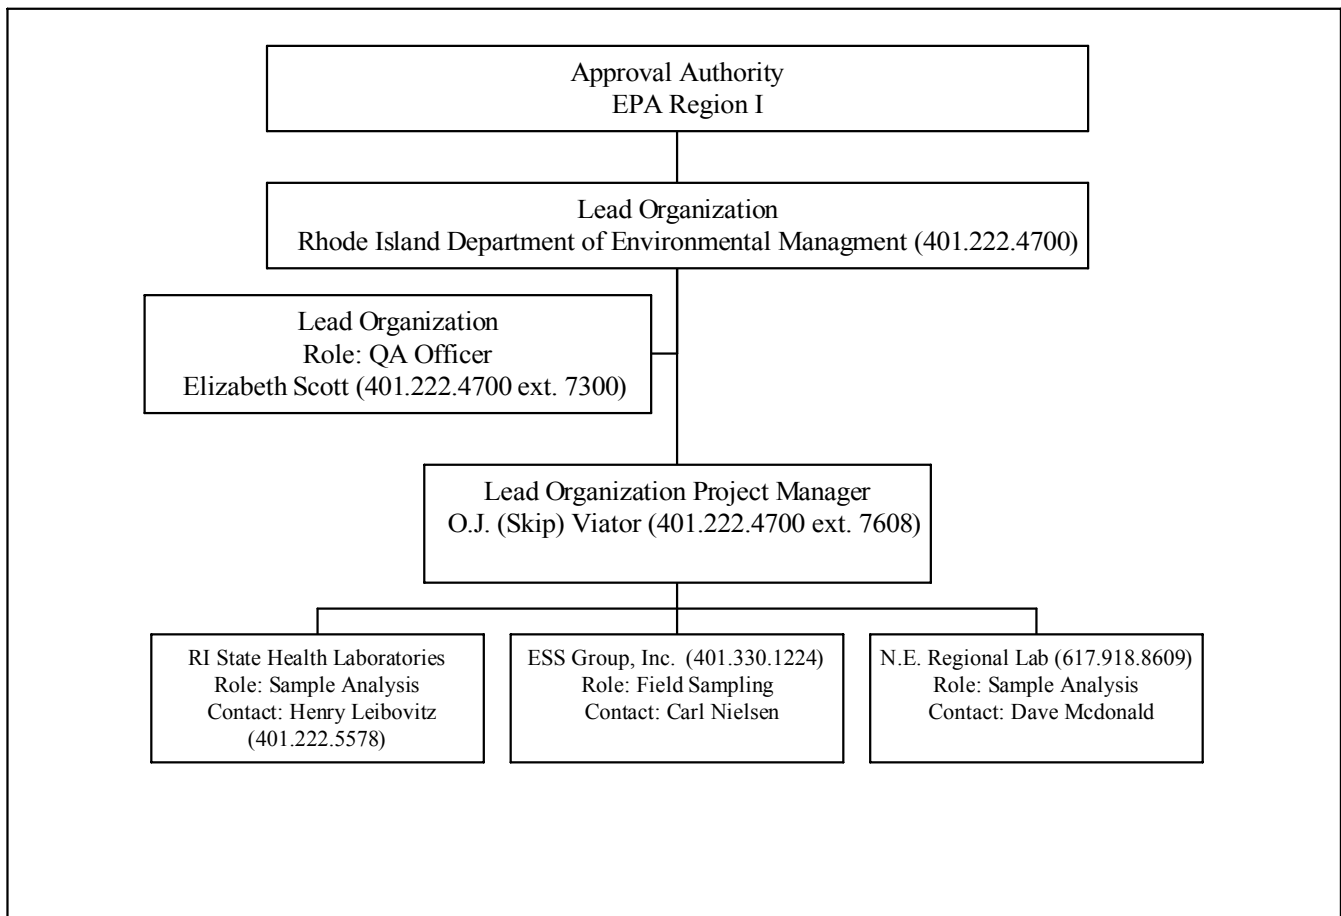 Approval Authority
EPA Region I
Lead Organization
Rhode Island Department of Environmental Managment (401.222.4700)
Lead Organization
Role: QA Officer
Elizabeth Scott (401.222.4700 ext. 7300)
Lead Organization Project Manager
O.J. (Skip) Viator (401.222.4700 ext. 7608)
RI State Health Laboratories
Role: Sample Analysis
Contact: Henry Leibovitz
(401.222.5578)
ESS Group, Inc. (401.330.1224)
Role: Field Sampling
Contact: Carl Nielsen
N.E. Regional Lab (617.918.8609)
Role: Sample Analysis
Contact: Dave Mcdonald